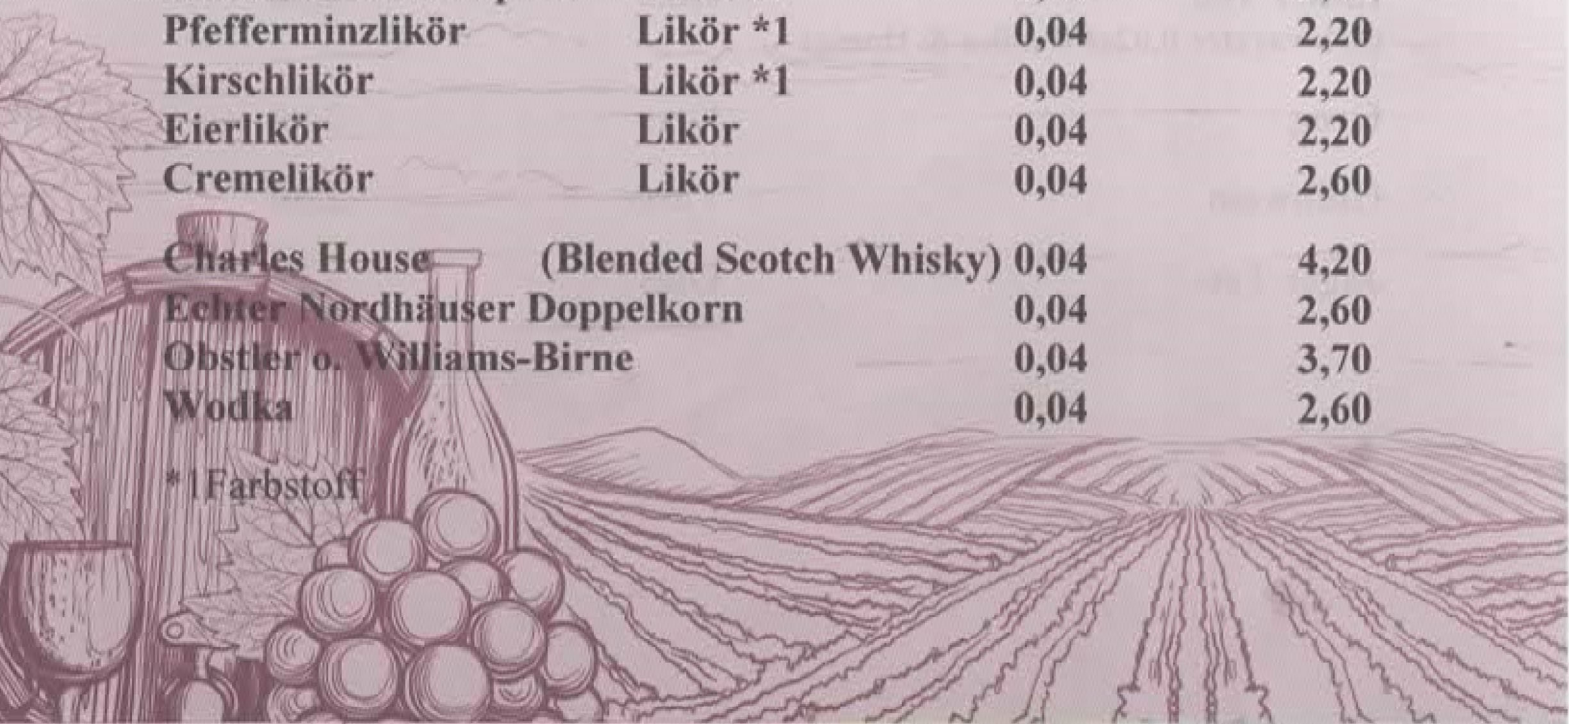 Pfefferminzlikör Likör *1 0,04 2,20
Kirschlikör Likör *1 0,04 2,20
Eierlikör Likör 0,04 2,20
Cremelikör Likör 0,04 2,60
Charles House (Blended Scotch Whisky) 0,04 4,20
Echter Nordhäuser Doppelkorn 0,04 2,60
Obstler o. Williams-Birne 0,04 3,70
Wodka 0,04 2,60
*1Farbstoff